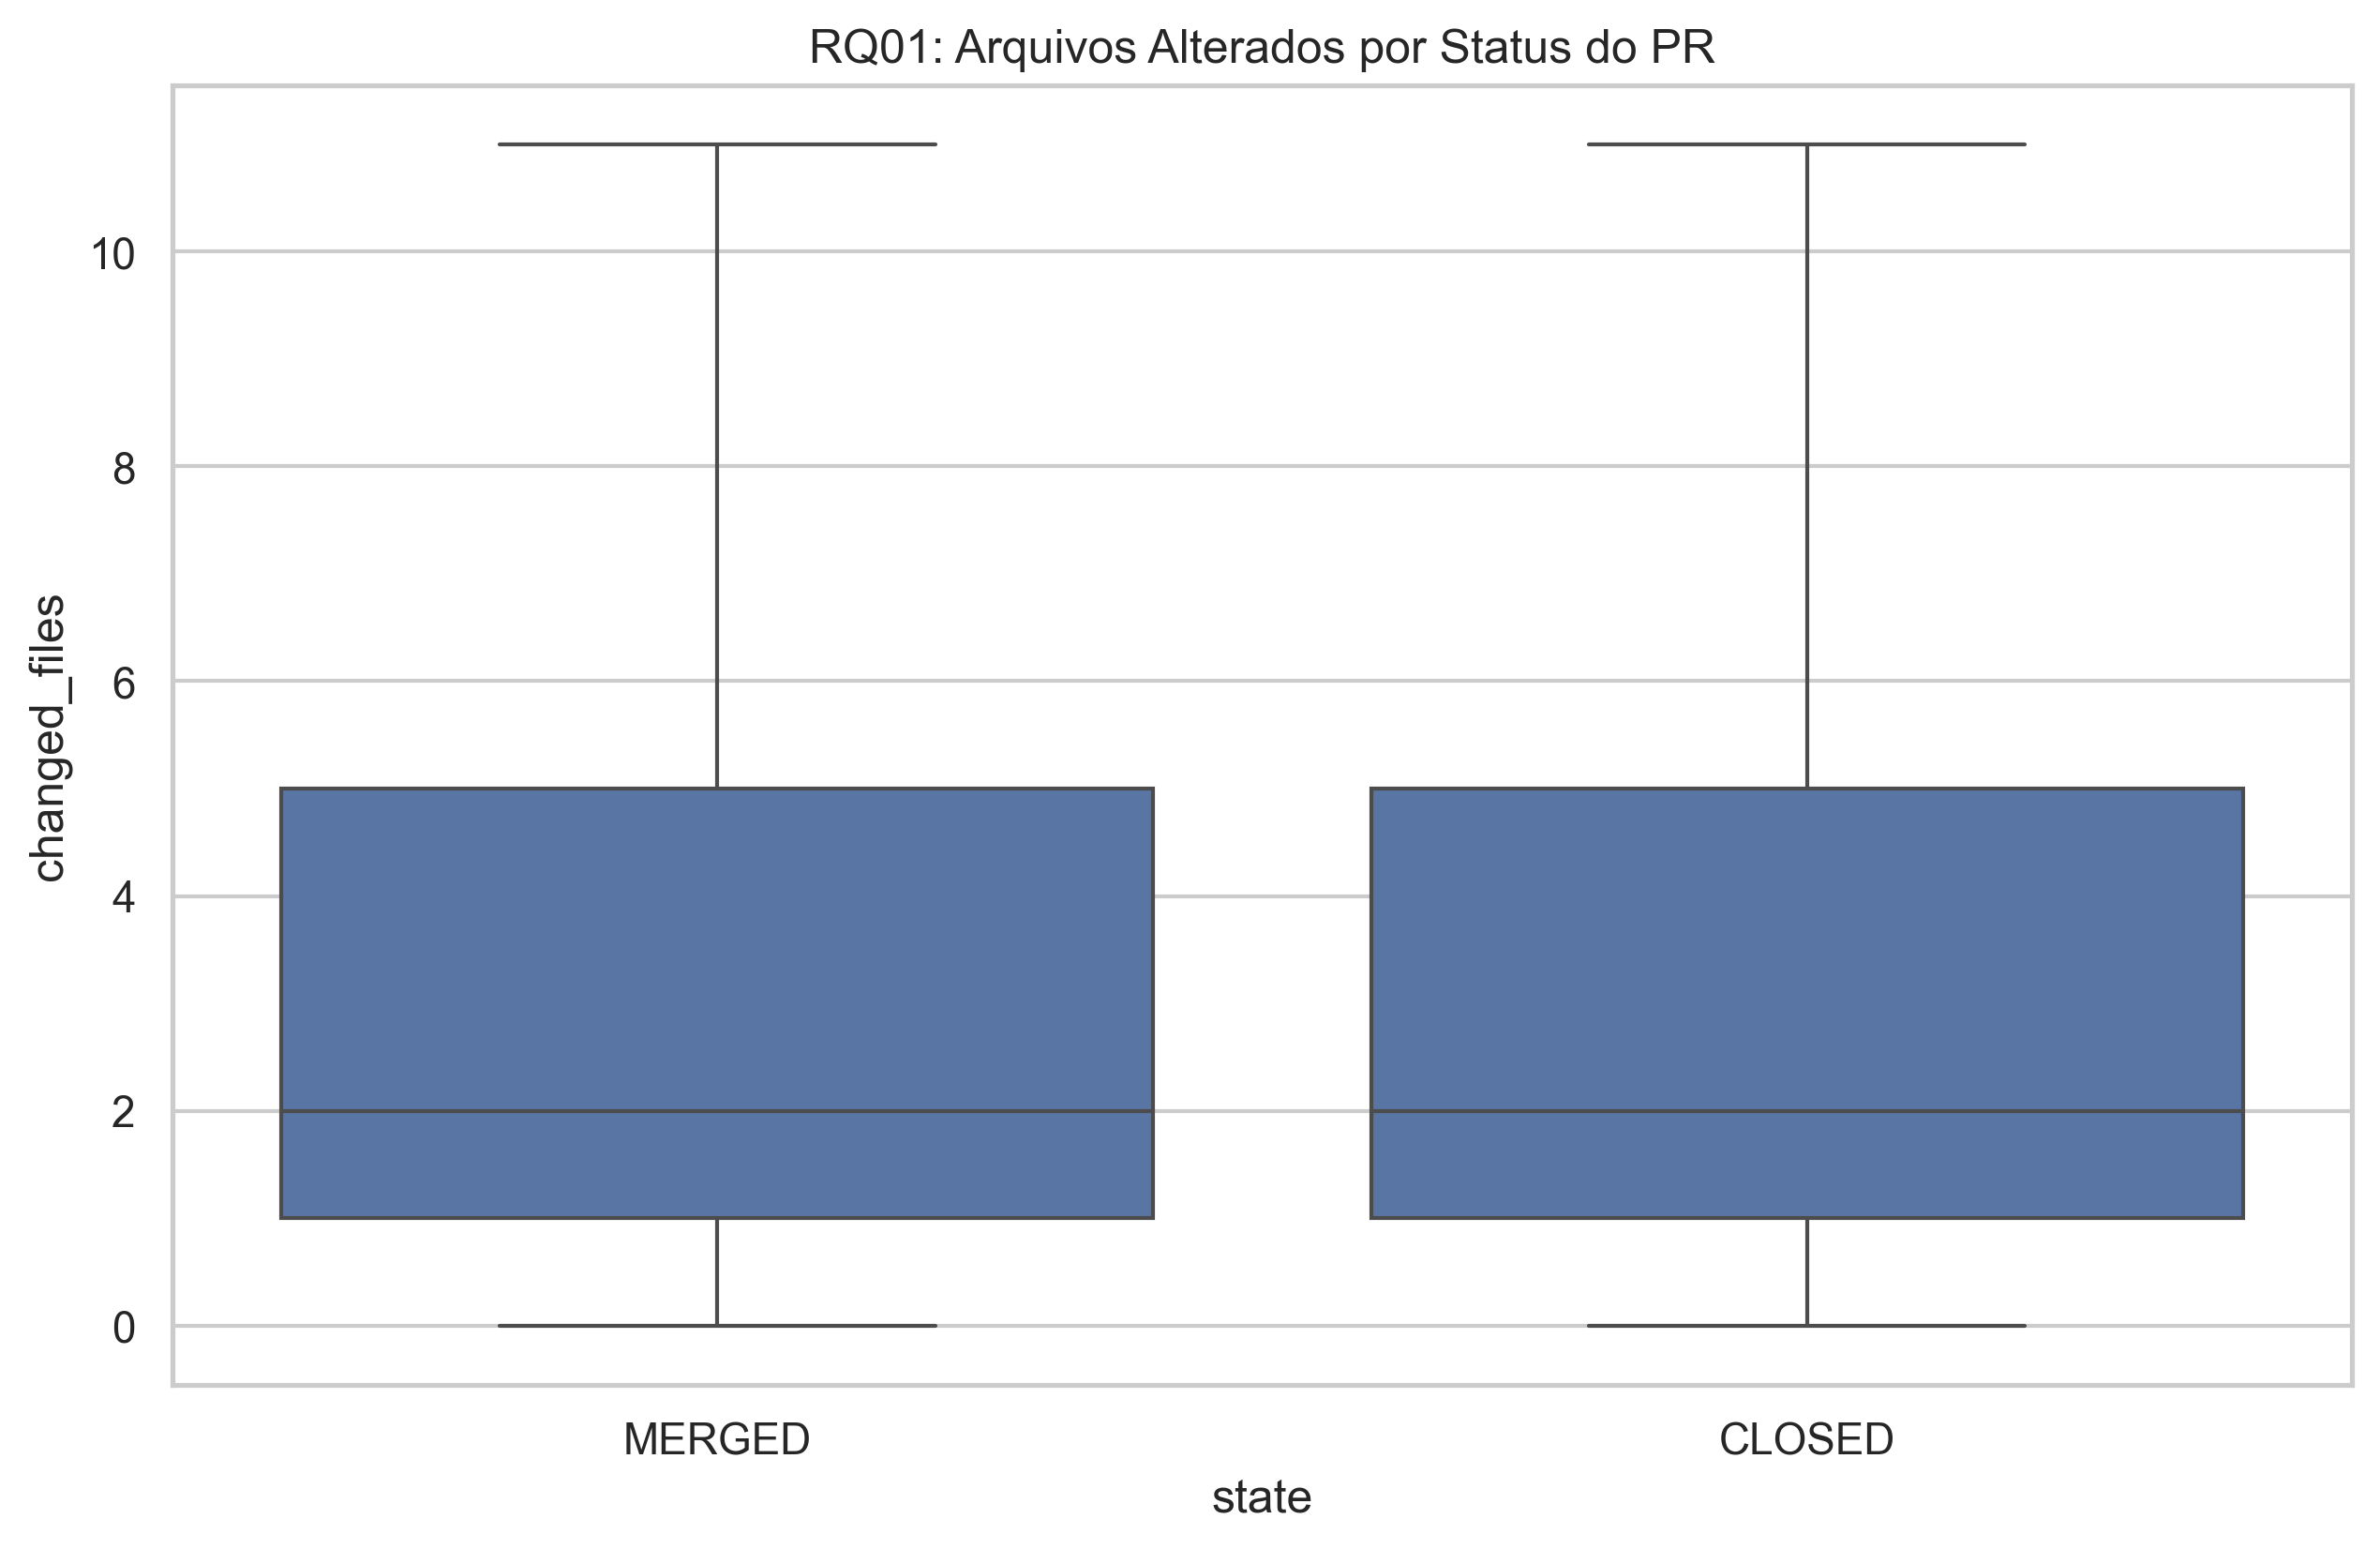 RQ01: Arquivos Alterados por Status do PR
changed_files
10
8
6
4
2
0
MERGED CLOSED
state